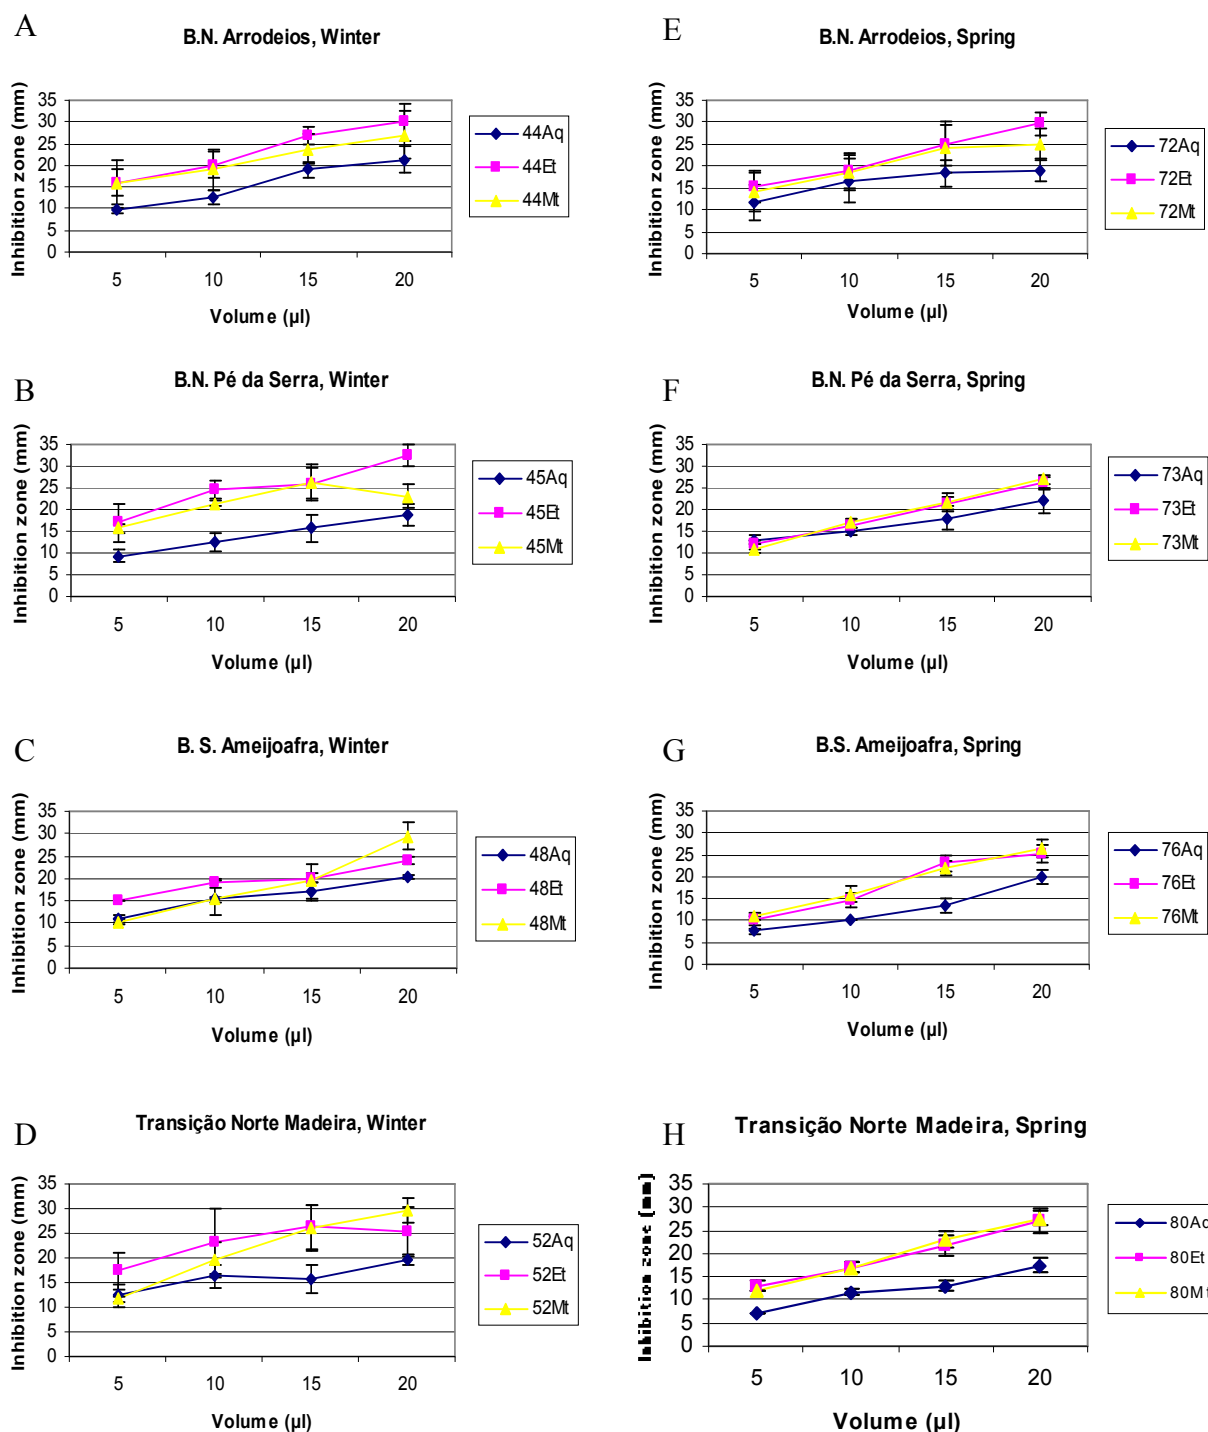 A
B.N. Arrodeios, Winter
Inhibition zone (mm)
35
30
25
20
15
10
5
0
5 10 15 20
Volume (µl)
44Aq
44Et
44Mt
E
B.N. Arrodeios, Spring
Inhibition zone (mm)
35
30
25
20
15
10
5
0
5 10 15 20
Volume (µl)
72Aq
72Et
72Mt
B
B.N. Pé da Serra, Winter
Inhibition zone (mm)
35
30
25
20
15
10
5
0
5 10 15 20
Volume (µl)
45Aq
45Et
45Mt
F
B.N. Pé da Serra, Spring
Inhibition zone (mm)
35
30
25
20
15
10
5
0
5 10 15 20
Volume (µl)
73Aq
73Et
73Mt
C
B. S. Ameijoafra, Winter
Inhibition zone (mm)
35
30
25
20
15
10
5
0
5 10 15 20
Volume (µl)
48Aq
48Et
48Mt
G
B.S. Ameijoafra, Spring
Inhibition zone (mm)
35
30
25
20
15
10
5
0
5 10 15 20
Volume (µl)
76Aq
76Et
76Mt
D
Transição Norte Madeira, Winter
Inhibition zone (mm)
35
30
25
20
15
10
5
0
5 10 15 20
Volume (µl)
52Aq
52Et
52Mt
H
Transição Norte Madeira, Spring
Inhibition zone (mm)
35
30
25
20
15
10
5
0
5 10 15 20
Volume (µl)
80Aq
80Et
80Mt